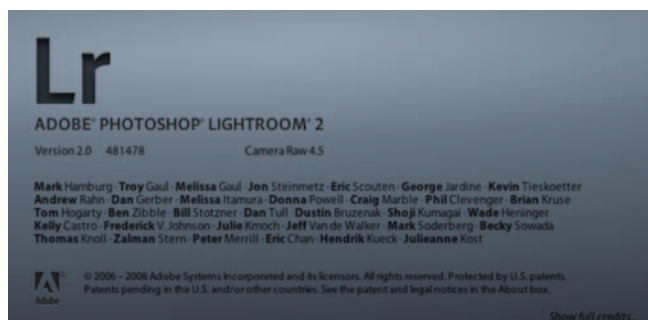 Lr
ADOBE® PHOTOSHOP® LIGHTROOM® 2
Version 2.0 481478 Camera Raw 4.5
Mark Hamburg · Troy Gaul · Melissa Gaul · Jon Steinmetz · Eric Scouten · George Jardine · Kevin Tieskoetter
Andrew Rahn · Dan Gerber · Melissa Itamura · Donna Powell · Craig Marble · Phil Clevenger · Brian Kruse
Tom Hogarty · Ben Zibble · Bill Stotzner · Dan Tull · Dustin Bruzenak · Shoji Kumagai · Wade Heninger
Kelly Castro · Frederick V. Johnson · Julie Kmoch · Jeff Van de Walker · Mark Soderberg · Becky Sowada
Thomas Knoll · Zalman Stern · Peter Merrill · Eric Chan · Hendrik Kueck · Julieanne Kost
© 2006 – 2008 Adobe Systems Incorporated and its licensors. All rights reserved. Protected by U.S. patents.
Patents pending in the U.S. and/or other countries. See the patent and legal notices in the About box.
Adobe
Show full credits...